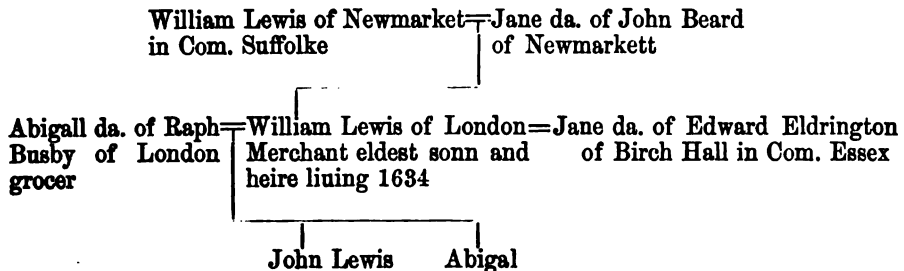 William Lewis of Newmarket=Jane da. of John Beard
in Com. Suffolke of Newmarkett
Abigall da. of Raph=William Lewis of London=Jane da. of Edward Eldrington
Busby of London Merchant eldest sonn and of Birch Hall in Com. Essex
grocer heire liuing 1634
John Lewis Abigal